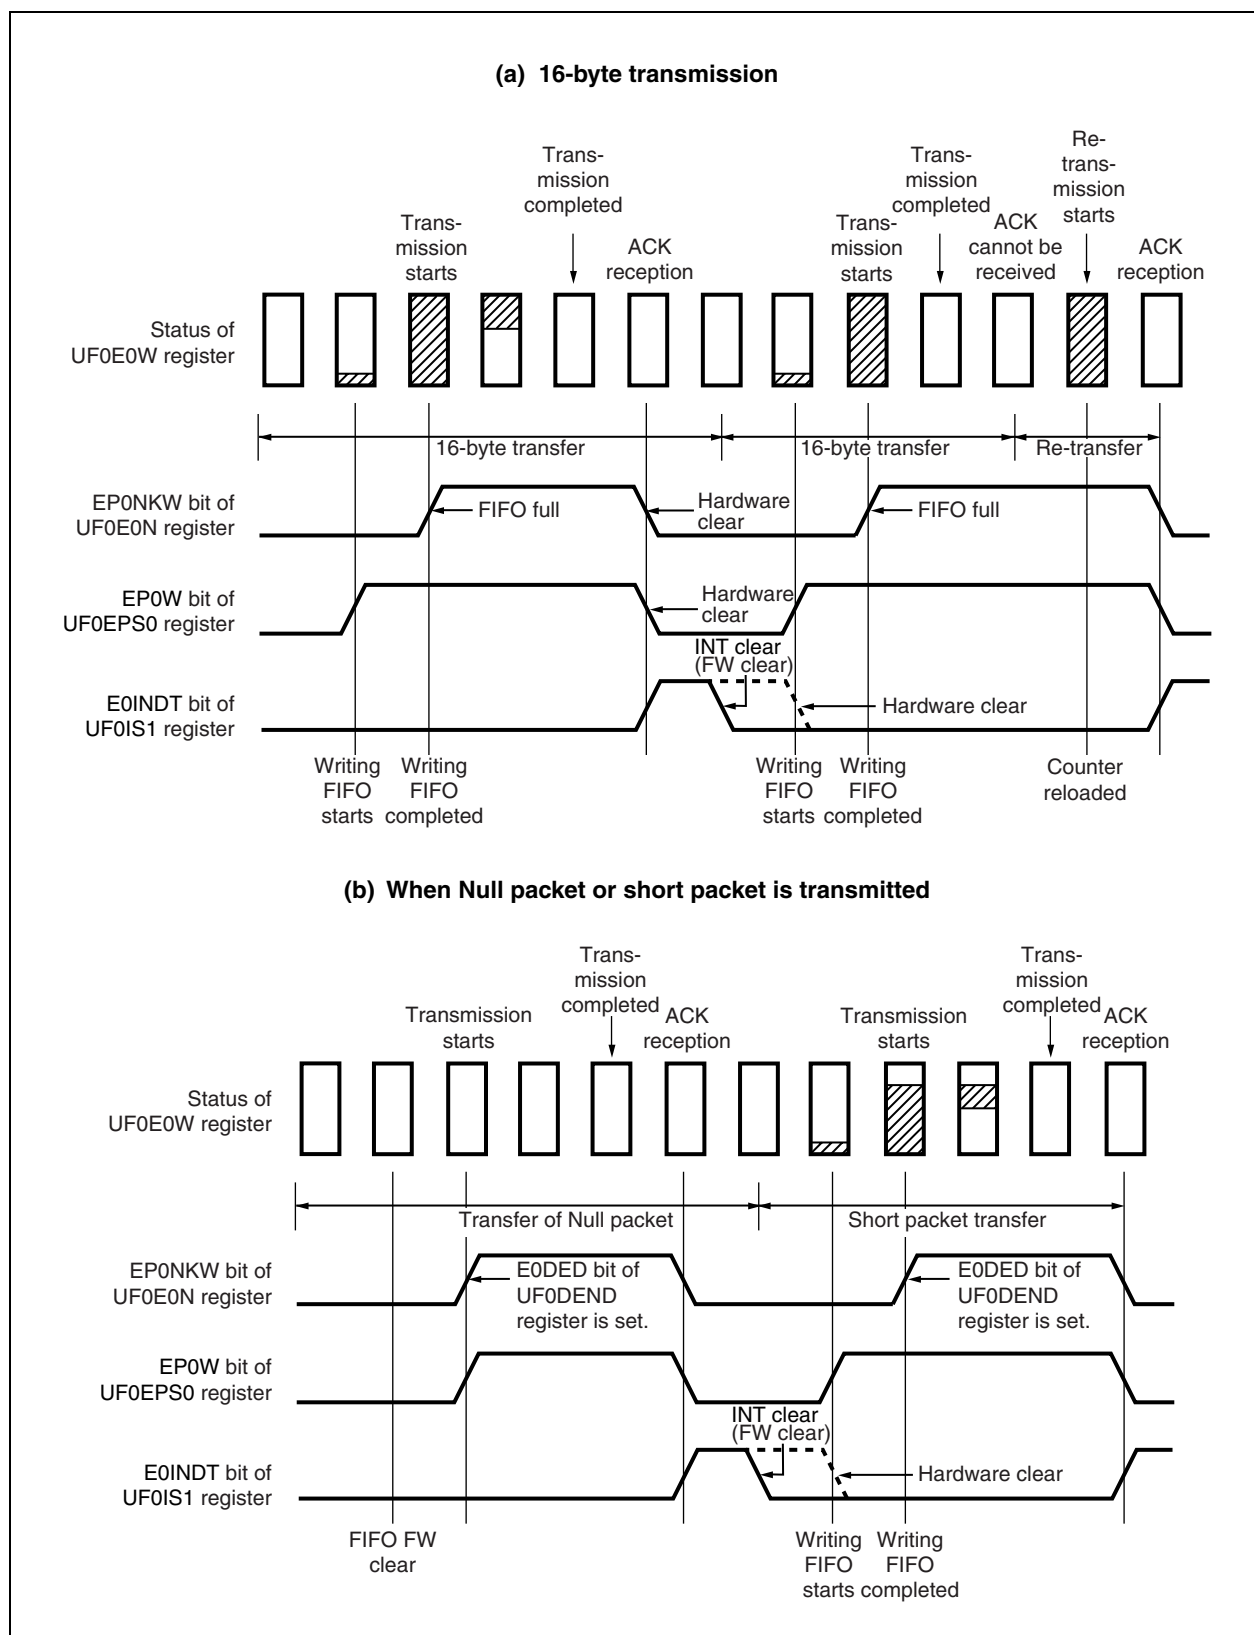 (a) 16-byte transmission
Trans-
mission
completed
Trans-
mission
completed
Re-
trans-
mission
starts
Trans-
mission
starts
ACK
reception
Trans-
mission
starts
ACK
cannot be
received
ACK
reception
Status of
UF0E0W register
16-byte transfer
16-byte transfer
Re-transfer
EP0NKW bit of
UF0E0N register
FIFO full
Hardware
clear
FIFO full
EP0W bit of
UF0EPS0 register
Hardware
clear
INT clear
(FW clear)
E0INDT bit of
UF0IS1 register
Hardware clear
Writing
FIFO
starts
Writing
FIFO
completed
Writing
FIFO
starts
Writing
FIFO
completed
Counter
reloaded
(b) When Null packet or short packet is transmitted
Trans-
mission
completed
Trans-
mission
completed
Transmission
starts
ACK
reception
Transmission
starts
ACK
reception
Status of
UF0E0W register
Transfer of Null packet
Short packet transfer
EP0NKW bit of
UF0E0N register
E0DED bit of
UF0DEND
register is set.
E0DED bit of
UF0DEND
register is set.
EP0W bit of
UF0EPS0 register
INT clear
(FW clear)
E0INDT bit of
UF0IS1 register
Hardware clear
FIFO FW
clear
Writing
FIFO
starts
Writing
FIFO
completed